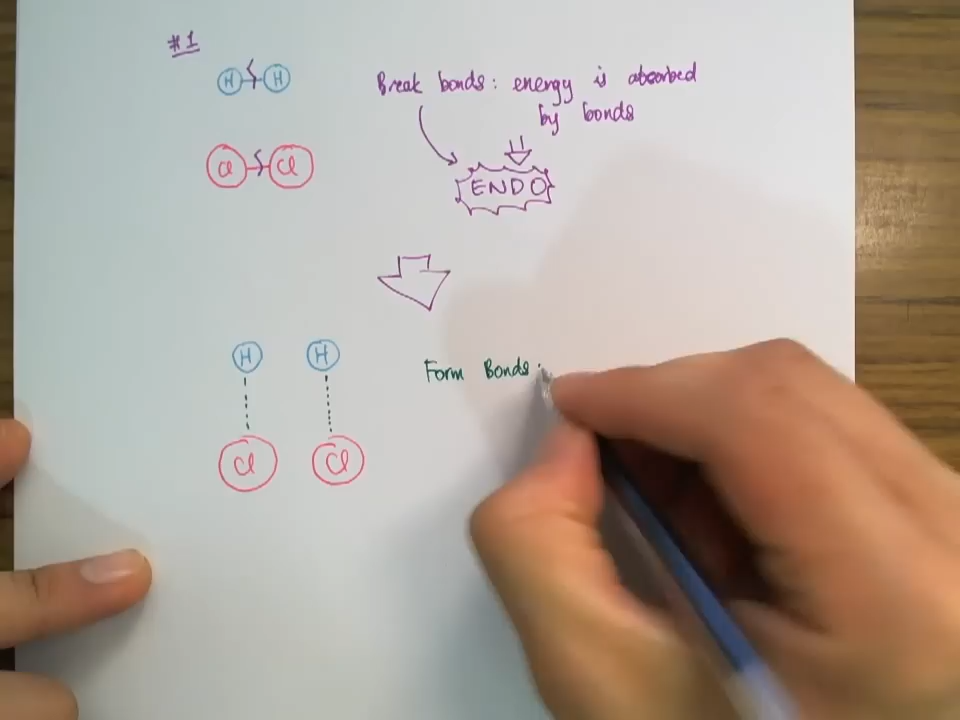 #1
H H
Break bonds: energy is absorbed
by bonds
Cl Cl
ENDO
H H
Form Bonds:
Cl Cl